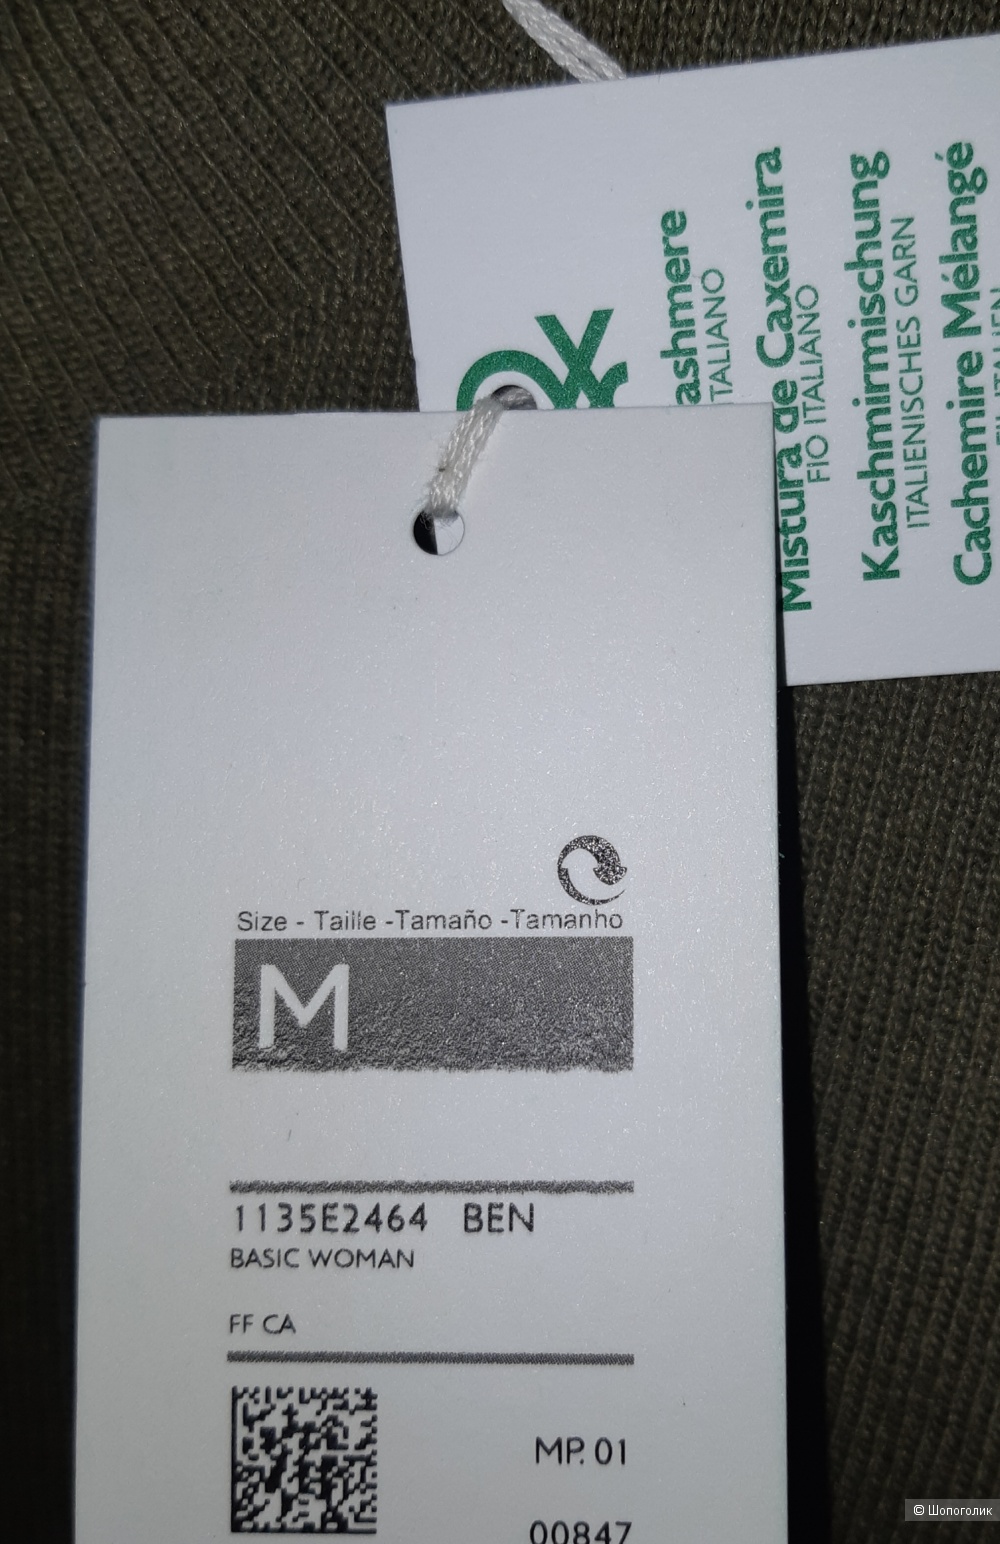 ashmere
TALIANO
Mistura de Caxemira
FIO ITALIANO
Kaschmirmischung
ITALIENISCHES GARN
Cachemire Mélangé
Size - Taille -Tamaño -Tamanho
M
1135E2464 BEN
BASIC WOMAN
FF CA
MP. 01
00847
© Шопоголик